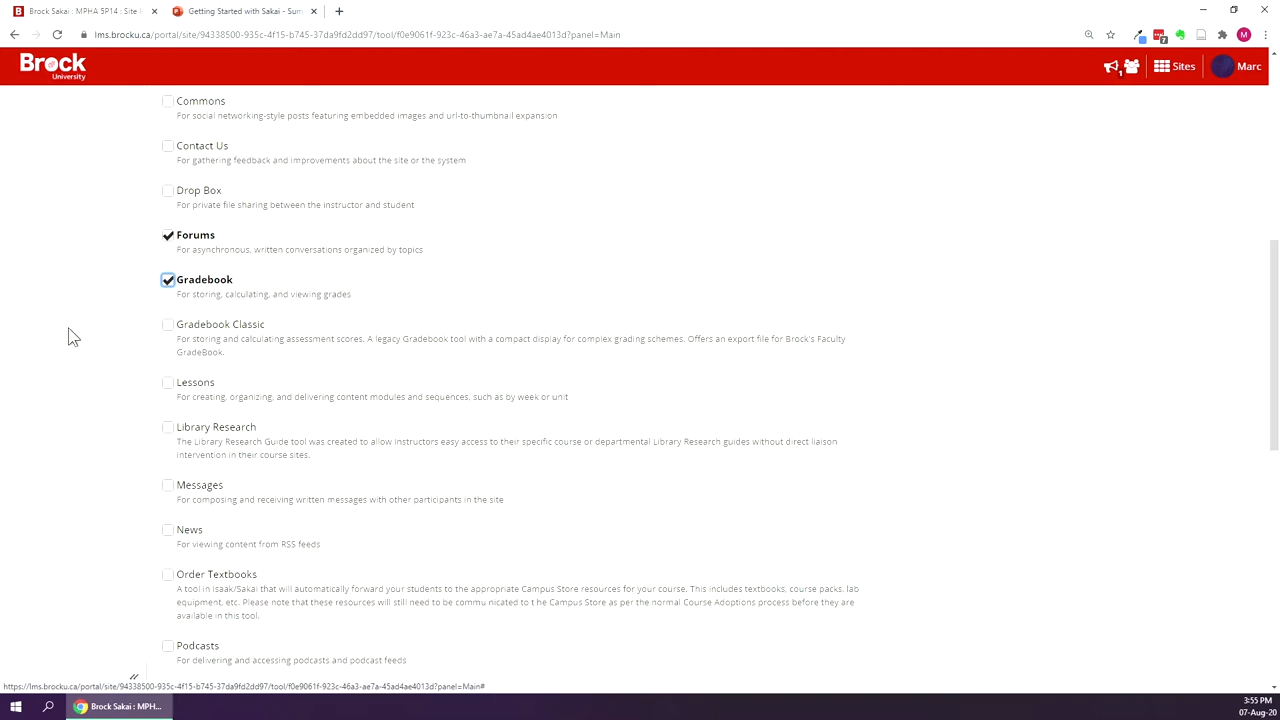 Brock Sakai : MPHA 5P14 : Site I
Getting Started with Sakai - Sum
lms.brocku.ca/portal/site/94338500-935c-4f15-b745-37da9fd2dd97/tool/f0e9061f-923c-46a3-ae7a-45ad4ae4013d?panel=Main
7
M
Brock
University
1
Sites
Marc
Commons
For social networking-style posts featuring embedded images and url-to-thumbnail expansion
Contact Us
For gathering feedback and improvements about the site or the system
Drop Box
For private file sharing between the instructor and student
Forums
For asynchronous, written conversations organized by topics
Gradebook
For storing, calculating, and viewing grades
Gradebook Classic
For storing and calculating assessment scores. A legacy Gradebook tool with a compact display for complex grading schemes. Offers an export file for Brock's Faculty
GradeBook.
Lessons
For creating, organizing, and delivering content modules and sequences, such as by week or unit
Library Research
The Library Research Guide tool was created to allow instructors easy access to their specific course or departmental Library Research guides without direct liaison
intervention in their course sites.
Messages
For composing and receiving written messages with other participants in the site
News
For viewing content from RSS feeds
Order Textbooks
A tool in Isaak/Sakai that will automatically forward your students to the appropriate Campus Store resources for your course. This includes textbooks, course packs, lab
equipment, etc. Please note that these resources will still need to be commu nicated to t he Campus Store as per the normal Course Adoptions process before they are
available in this tool.
Podcasts
For delivering and accessing podcasts and podcast feeds
https://lms.brocku.ca/portal/site/94338500-935c-4f15-b745-37da9fd2dd97/tool/f0e9061f-923c-46a3-ae7a-45ad4ae4013d?panel=Main#
Brock Sakai : MPH...
3:55 PM
07-Aug-20